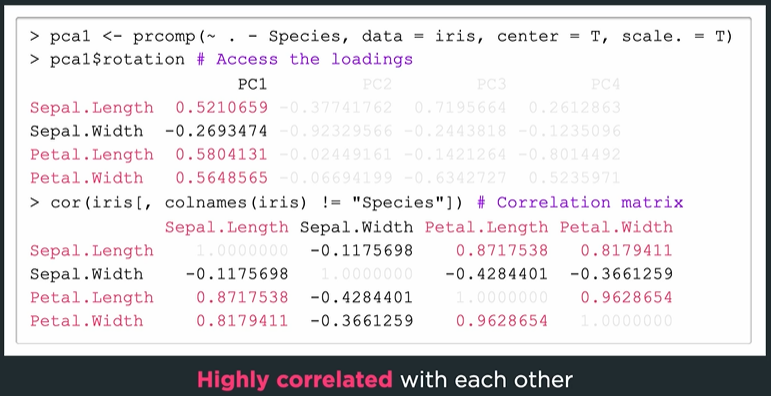 > pca1 <- prcomp(~ . - Species, data = iris, center = T, scale. = T)
> pca1$rotation # Access the loadings
PC1 PC2 PC3 PC4
Sepal.Length 0.5210659 -0.37741762 0.7195664 0.2612863
Sepal.Width -0.2693474 -0.92329566 -0.2443818 -0.1235096
Petal.Length 0.5804131 -0.02449161 -0.1421264 -0.8014492
Petal.Width 0.5648565 -0.06694199 -0.6342727 0.5235971
> cor(iris[, colnames(iris) != "Species"]) # Correlation matrix
Sepal.Length Sepal.Width Petal.Length Petal.Width
Sepal.Length 1.0000000 -0.1175698 0.8717538 0.8179411
Sepal.Width -0.1175698 1.0000000 -0.4284401 -0.3661259
Petal.Length 0.8717538 -0.4284401 1.0000000 0.9628654
Petal.Width 0.8179411 -0.3661259 0.9628654 1.0000000
Highly correlated with each other